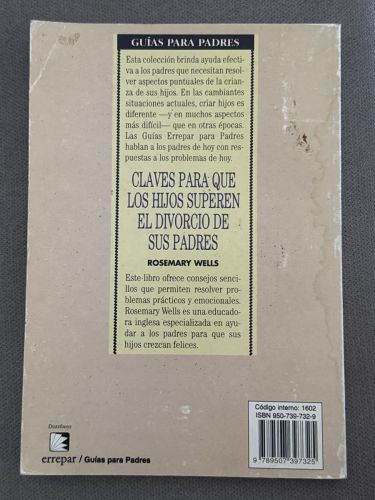 GUÍAS PARA PADRES
Esta colección brinda ayuda efecti-
va a los padres que necesitan resol-
ver aspectos puntuales de la crian-
za de sus hijos. En las cambiantes
situaciones actuales, criar hijos es
diferente —y en muchos aspectos
más difícil— que en otras épocas.
Las Guías Errepar para Padres
hablan a los padres de hoy con res-
puestas a los problemas de hoy.
CLAVES PARA QUE
LOS HIJOS SUPEREN
EL DIVORCIO DE
SUS PADRES
ROSEMARY WELLS
Este libro ofrece consejos senci-
llos que permiten resolver problemas
prácticos y emocionales.
Rosemary Wells es una educado-
ra inglesa especializada en ayu-
dar a los padres para que sus
hijos crezcan felices.
Código interno: 1602
ISBN 950-739-732-9
9 789507 397325
errepar / Guías para Padres